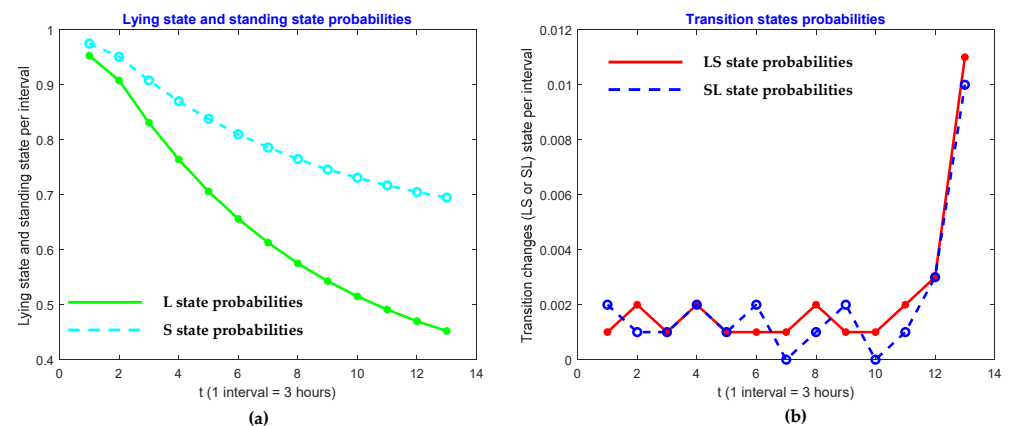 Lying state and standing state probabilities
Lying state and standing state per interval
1
0.9
0.8
0.7
0.6
0.5
0.4
L state probabilities
S state probabilities
0 2 4 6 8 10 12 14
t (1 interval = 3 hours)
(a)
Transition states probabilities
Transition changes (LS or SL) state per interval
0.012
0.01
0.008
0.006
0.004
0.002
0
LS state probabilities
SL state probabilities
0 2 4 6 8 10 12 14
t (1 interval = 3 hours)
(b)